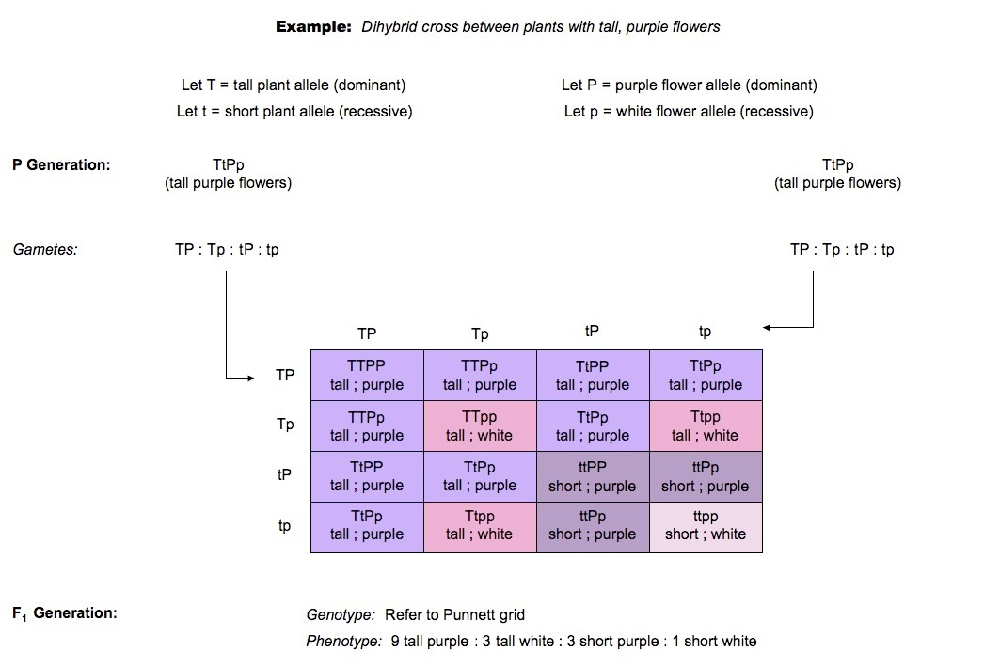 Example: Dihybrid cross between plants with tall, purple flowers
Let T = tall plant allele (dominant)
Let t = short plant allele (recessive)
Let P = purple flower allele (dominant)
Let p = white flower allele (recessive)
P Generation:
TtPp
(tall purple flowers)
TtPp
(tall purple flowers)
Gametes:
TP : Tp : tP : tp
TP : Tp : tP : tp
TP Tp tP tp
TP
TTPP
tall ; purple
TTPp
tall ; purple
TtPP
tall ; purple
TtPp
tall ; purple
Tp
TTPp
tall ; purple
TTpp
tall ; white
TtPp
tall ; purple
Ttpp
tall ; white
tP
TtPP
tall ; purple
TtPp
tall ; purple
ttPP
short ; purple
ttPp
short ; purple
tp
TtPp
tall ; purple
Ttpp
tall ; white
ttPp
short ; purple
ttpp
short ; white
F₁ Generation:
Genotype: Refer to Punnett grid
Phenotype: 9 tall purple : 3 tall white : 3 short purple : 1 short white